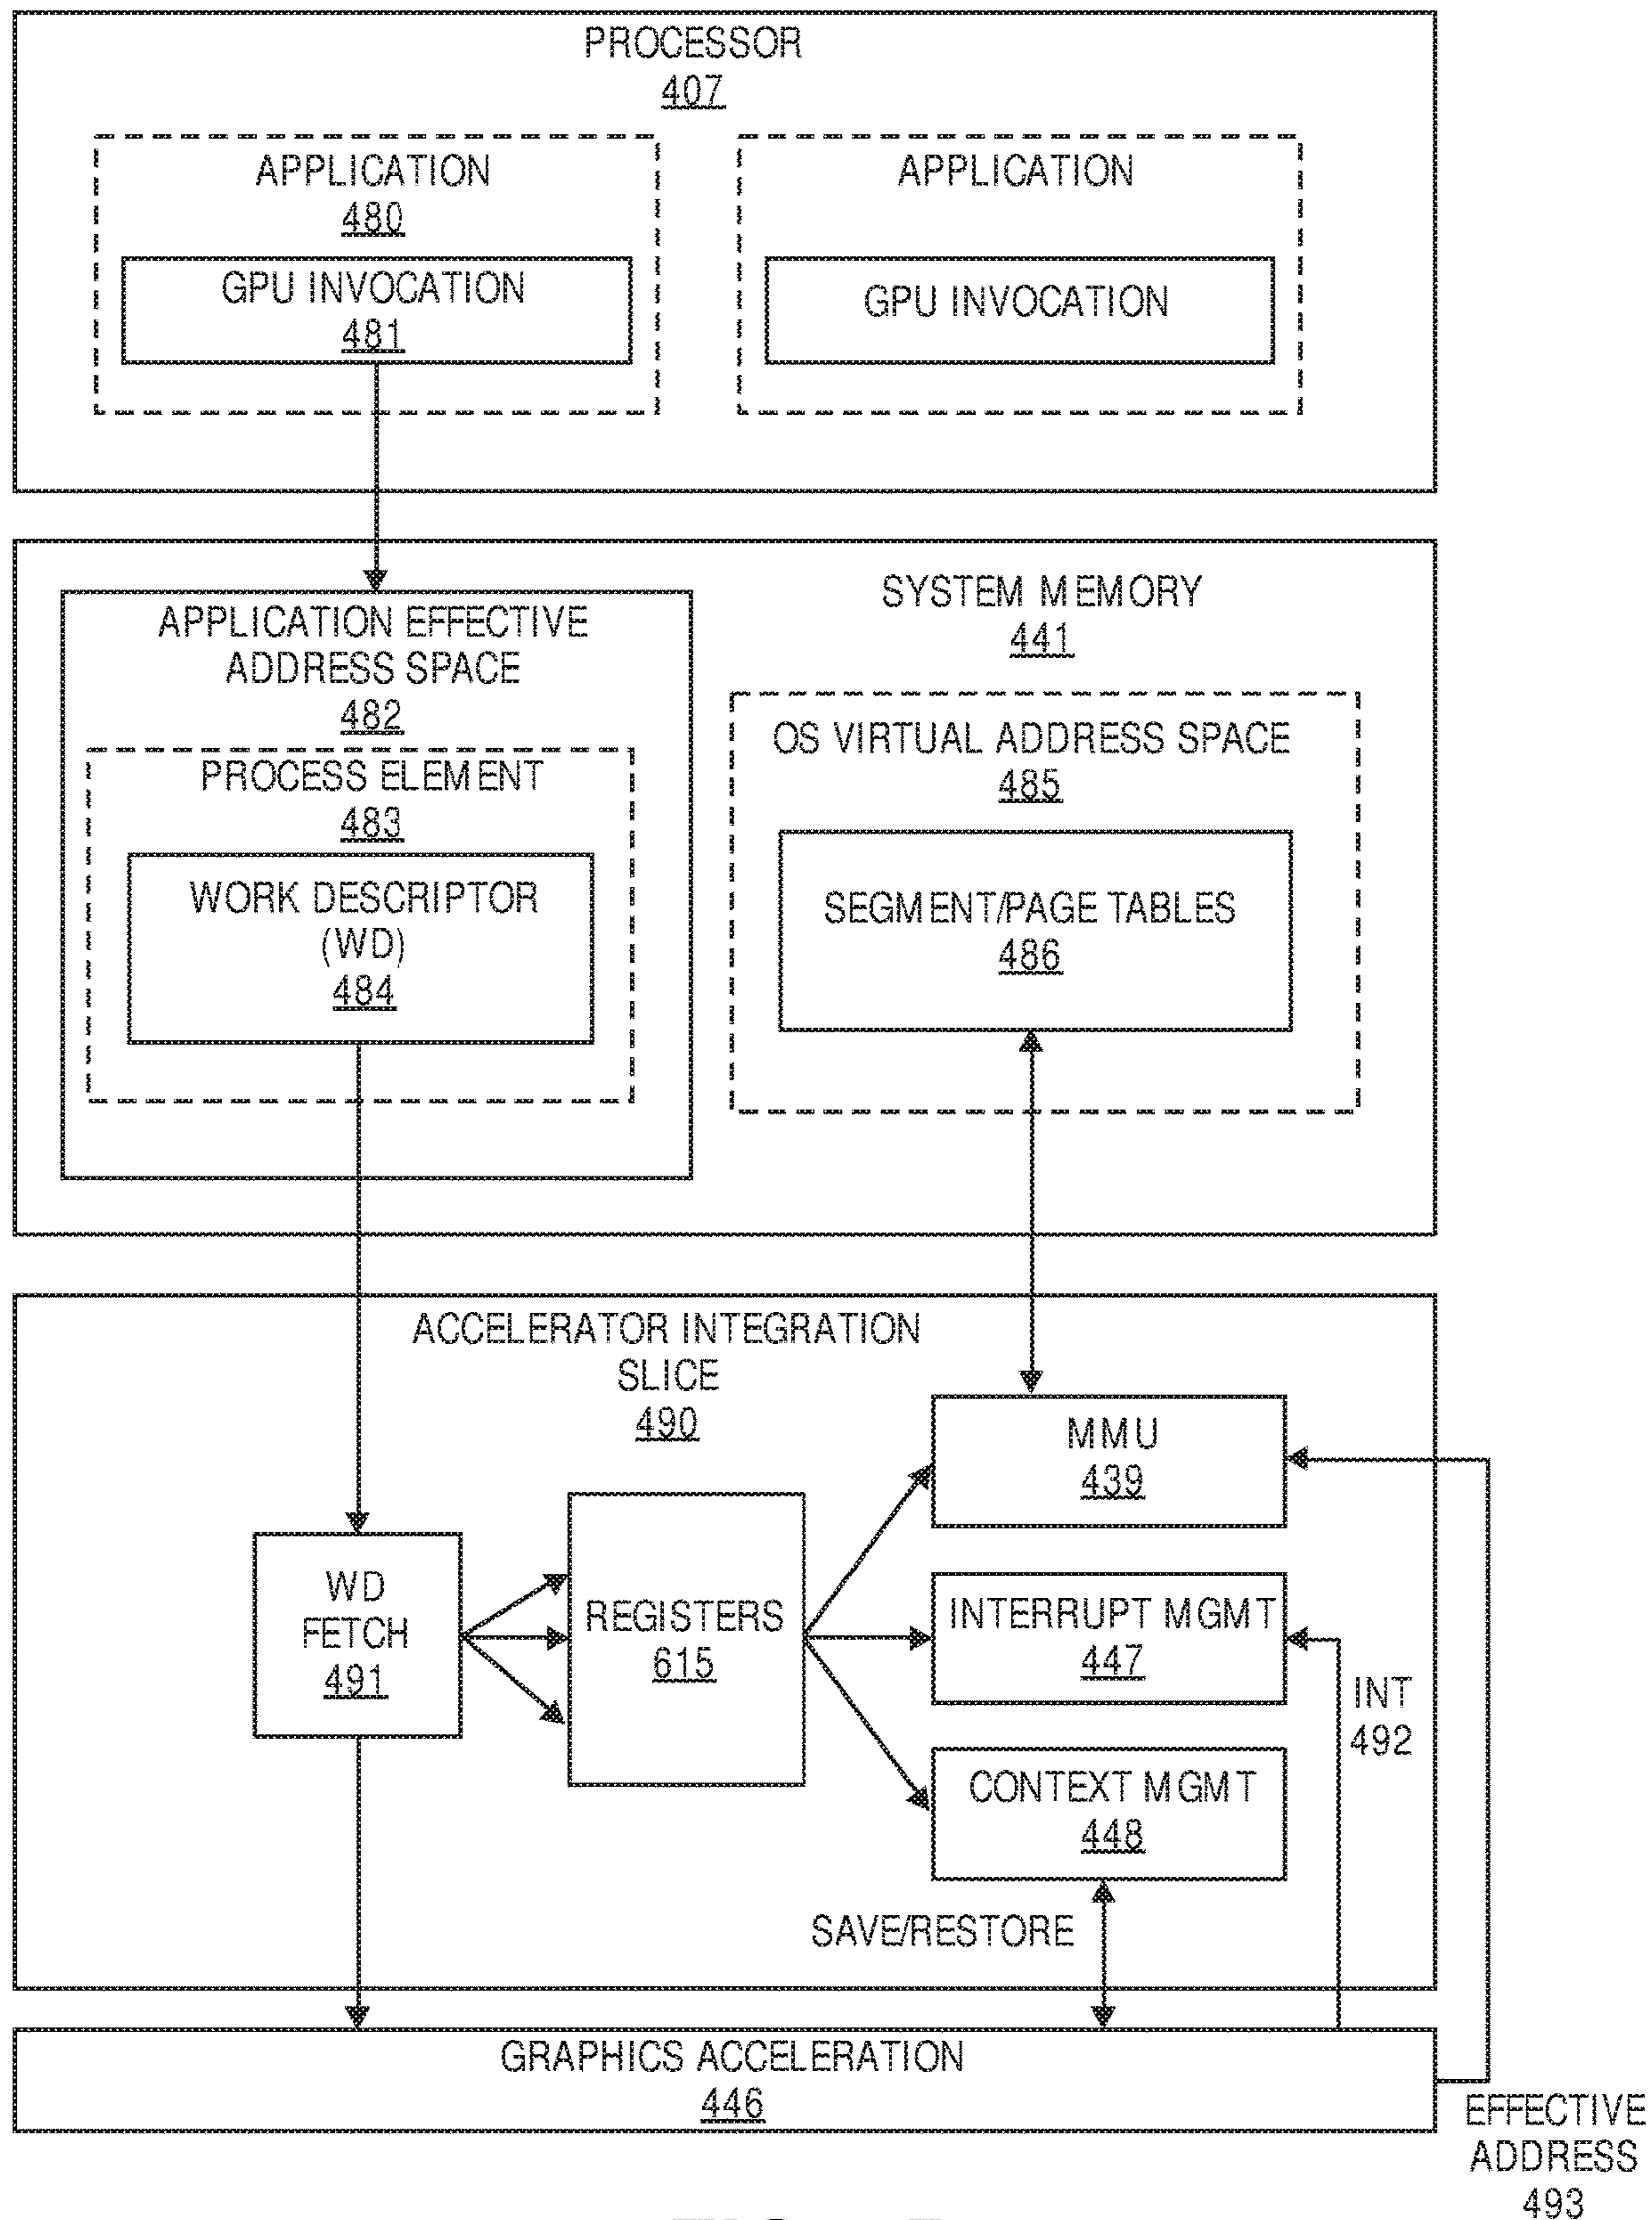 PROCESSOR
407
APPLICATION
480
GPU INVOCATION
481
APPLICATION
GPU INVOCATION
SYSTEM MEMORY
441
APPLICATION EFFECTIVE
ADDRESS SPACE
482
PROCESS ELEMENT
483
WORK DESCRIPTOR
(WD)
484
OS VIRTUAL ADDRESS SPACE
485
SEGMENT/PAGE TABLES
486
ACCELERATOR INTEGRATION
SLICE
490
WD
FETCH
491
REGISTERS
615
MMU
439
INTERRUPT MGMT
447
CONTEXT MGMT
448
INT
492
SAVE/RESTORE
GRAPHICS ACCELERATION
446
EFFECTIVE
ADDRESS
493